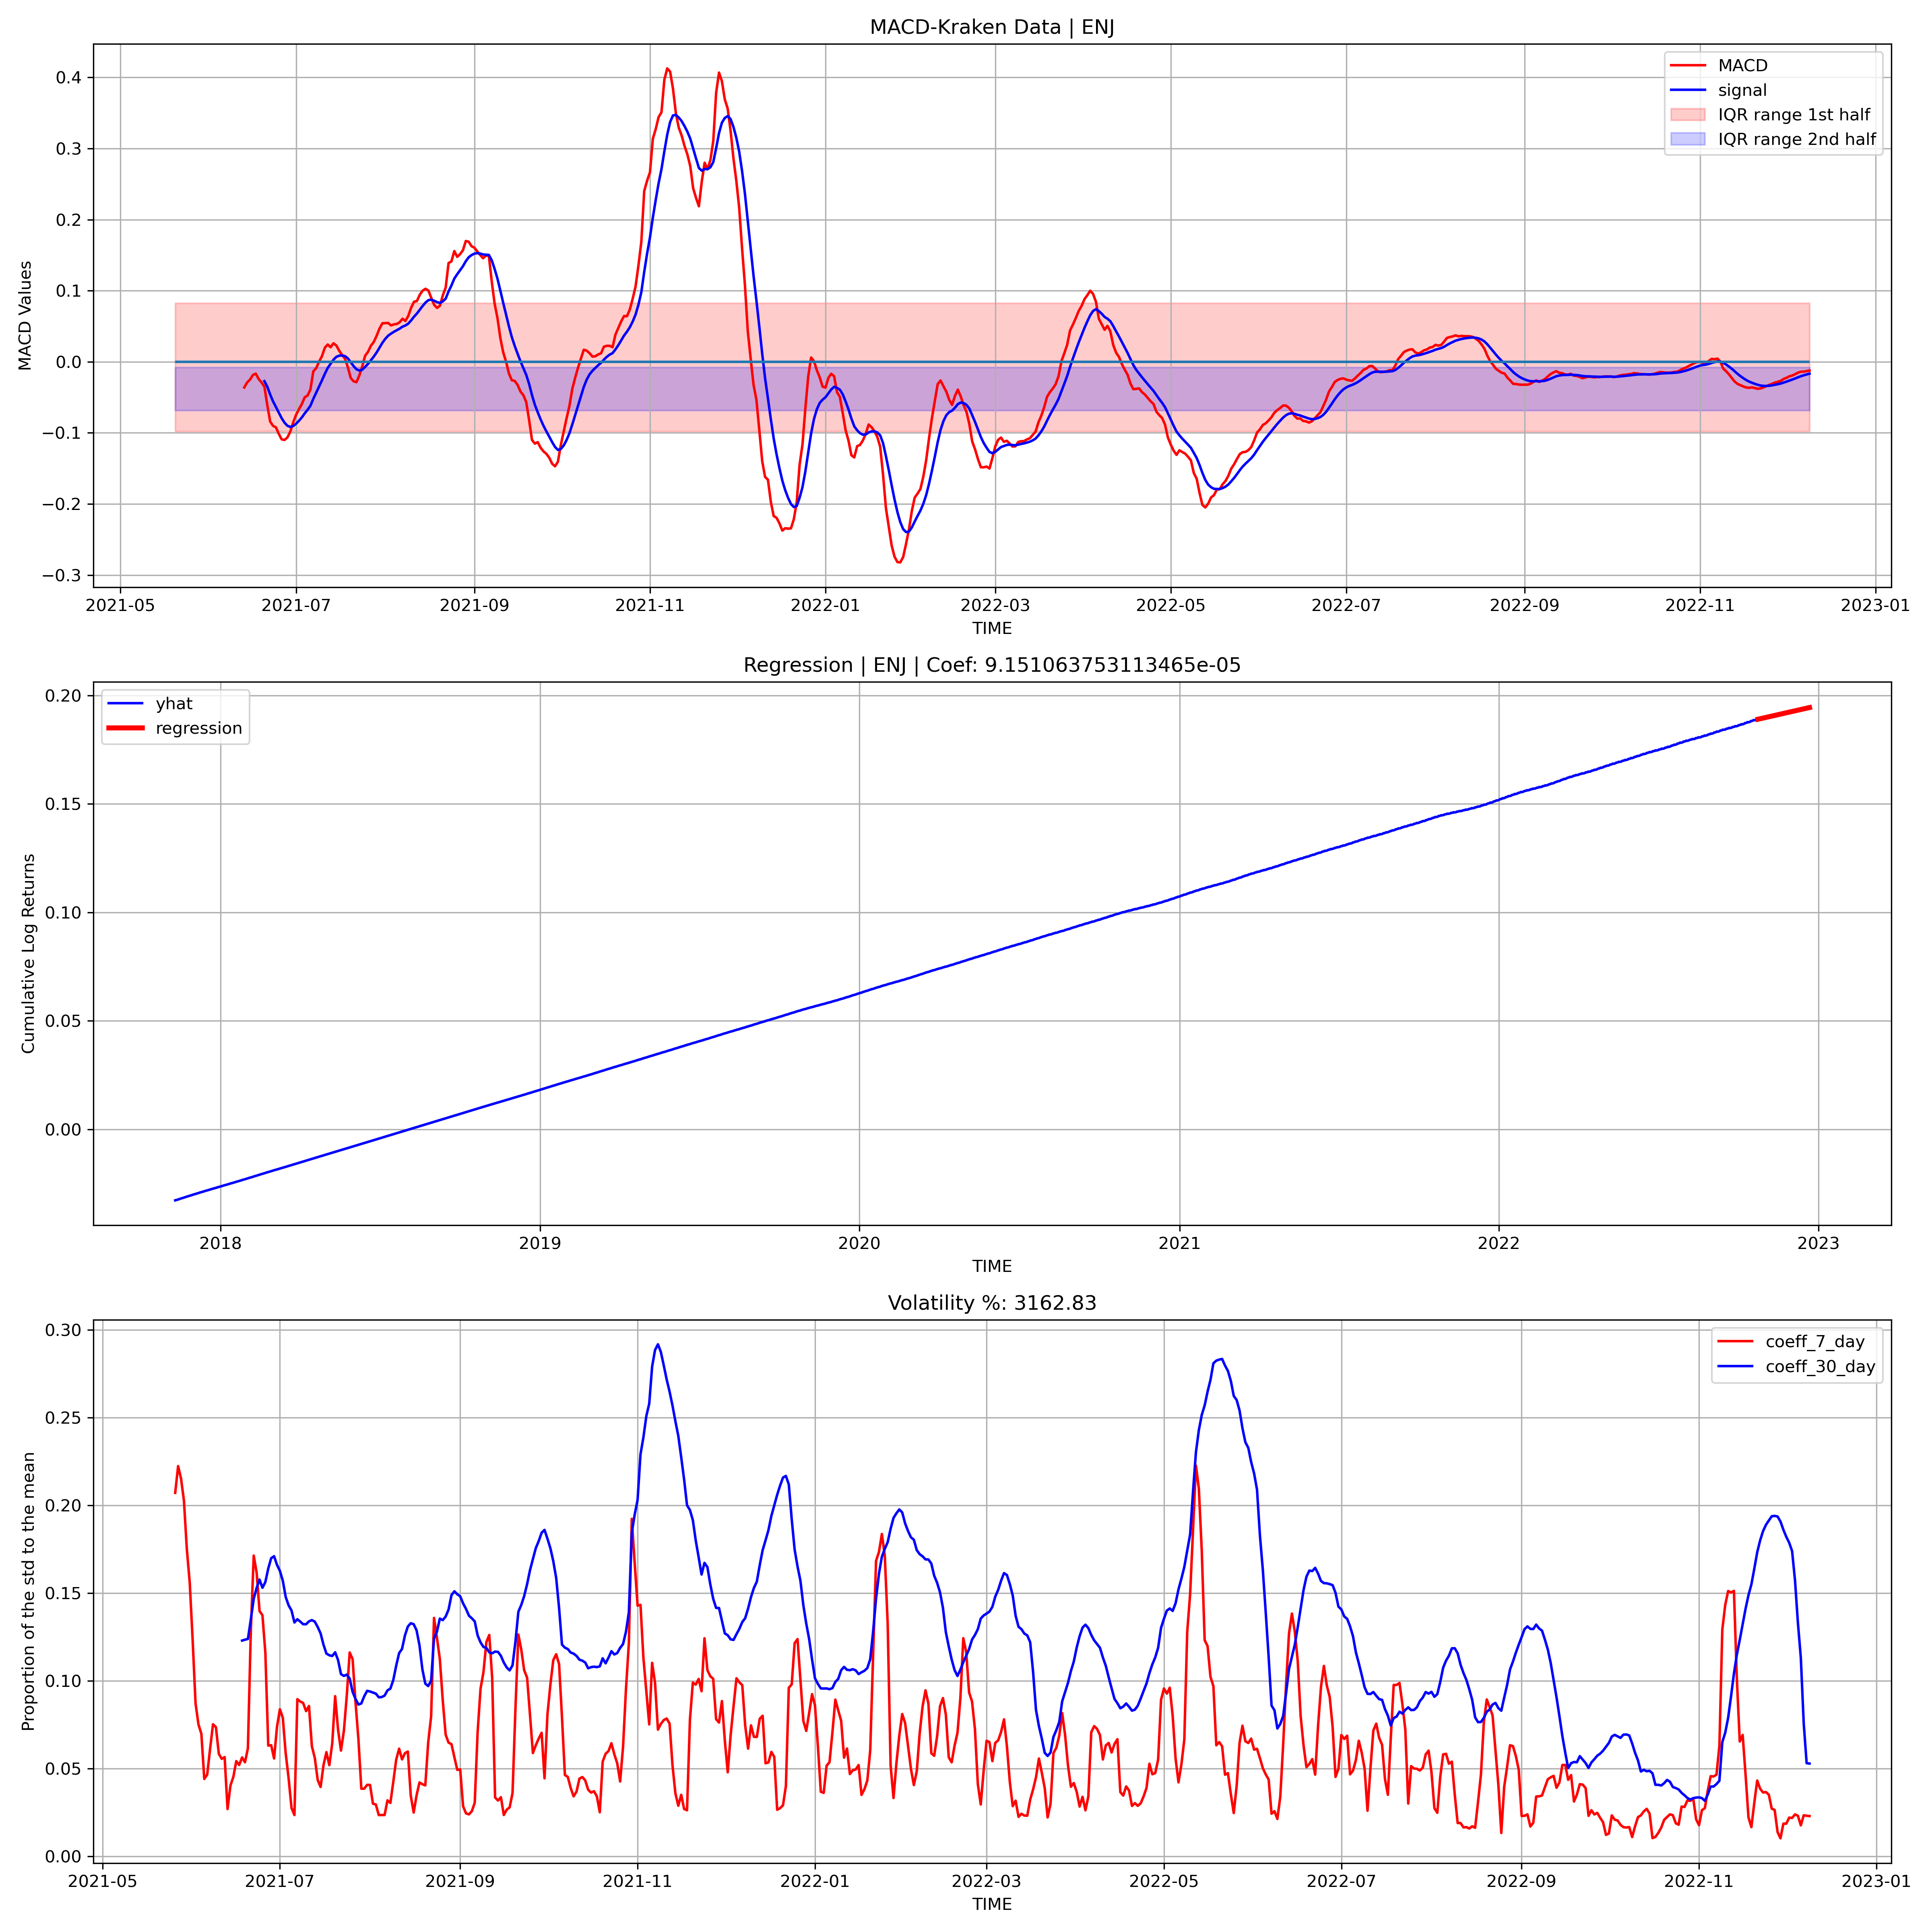 MACD-Kraken Data | ENJ
MACD
signal
IQR range 1st half
IQR range 2nd half
0.4
0.3
0.2
0.1
0.0
−0.1
−0.2
−0.3
MACD Values
2021-05 2021-07 2021-09 2021-11 2022-01 2022-03 2022-05 2022-07 2022-09 2022-11 2023-01
TIME
Regression | ENJ | Coef: 9.151063753113465e-05
yhat
regression
0.20
0.15
0.10
0.05
0.00
Cumulative Log Returns
2018 2019 2020 2021 2022 2023
TIME
Volatility %: 3162.83
coeff_7_day
coeff_30_day
0.30
0.25
0.20
0.15
0.10
0.05
0.00
Proportion of the std to the mean
2021-05 2021-07 2021-09 2021-11 2022-01 2022-03 2022-05 2022-07 2022-09 2022-11 2023-01
TIME